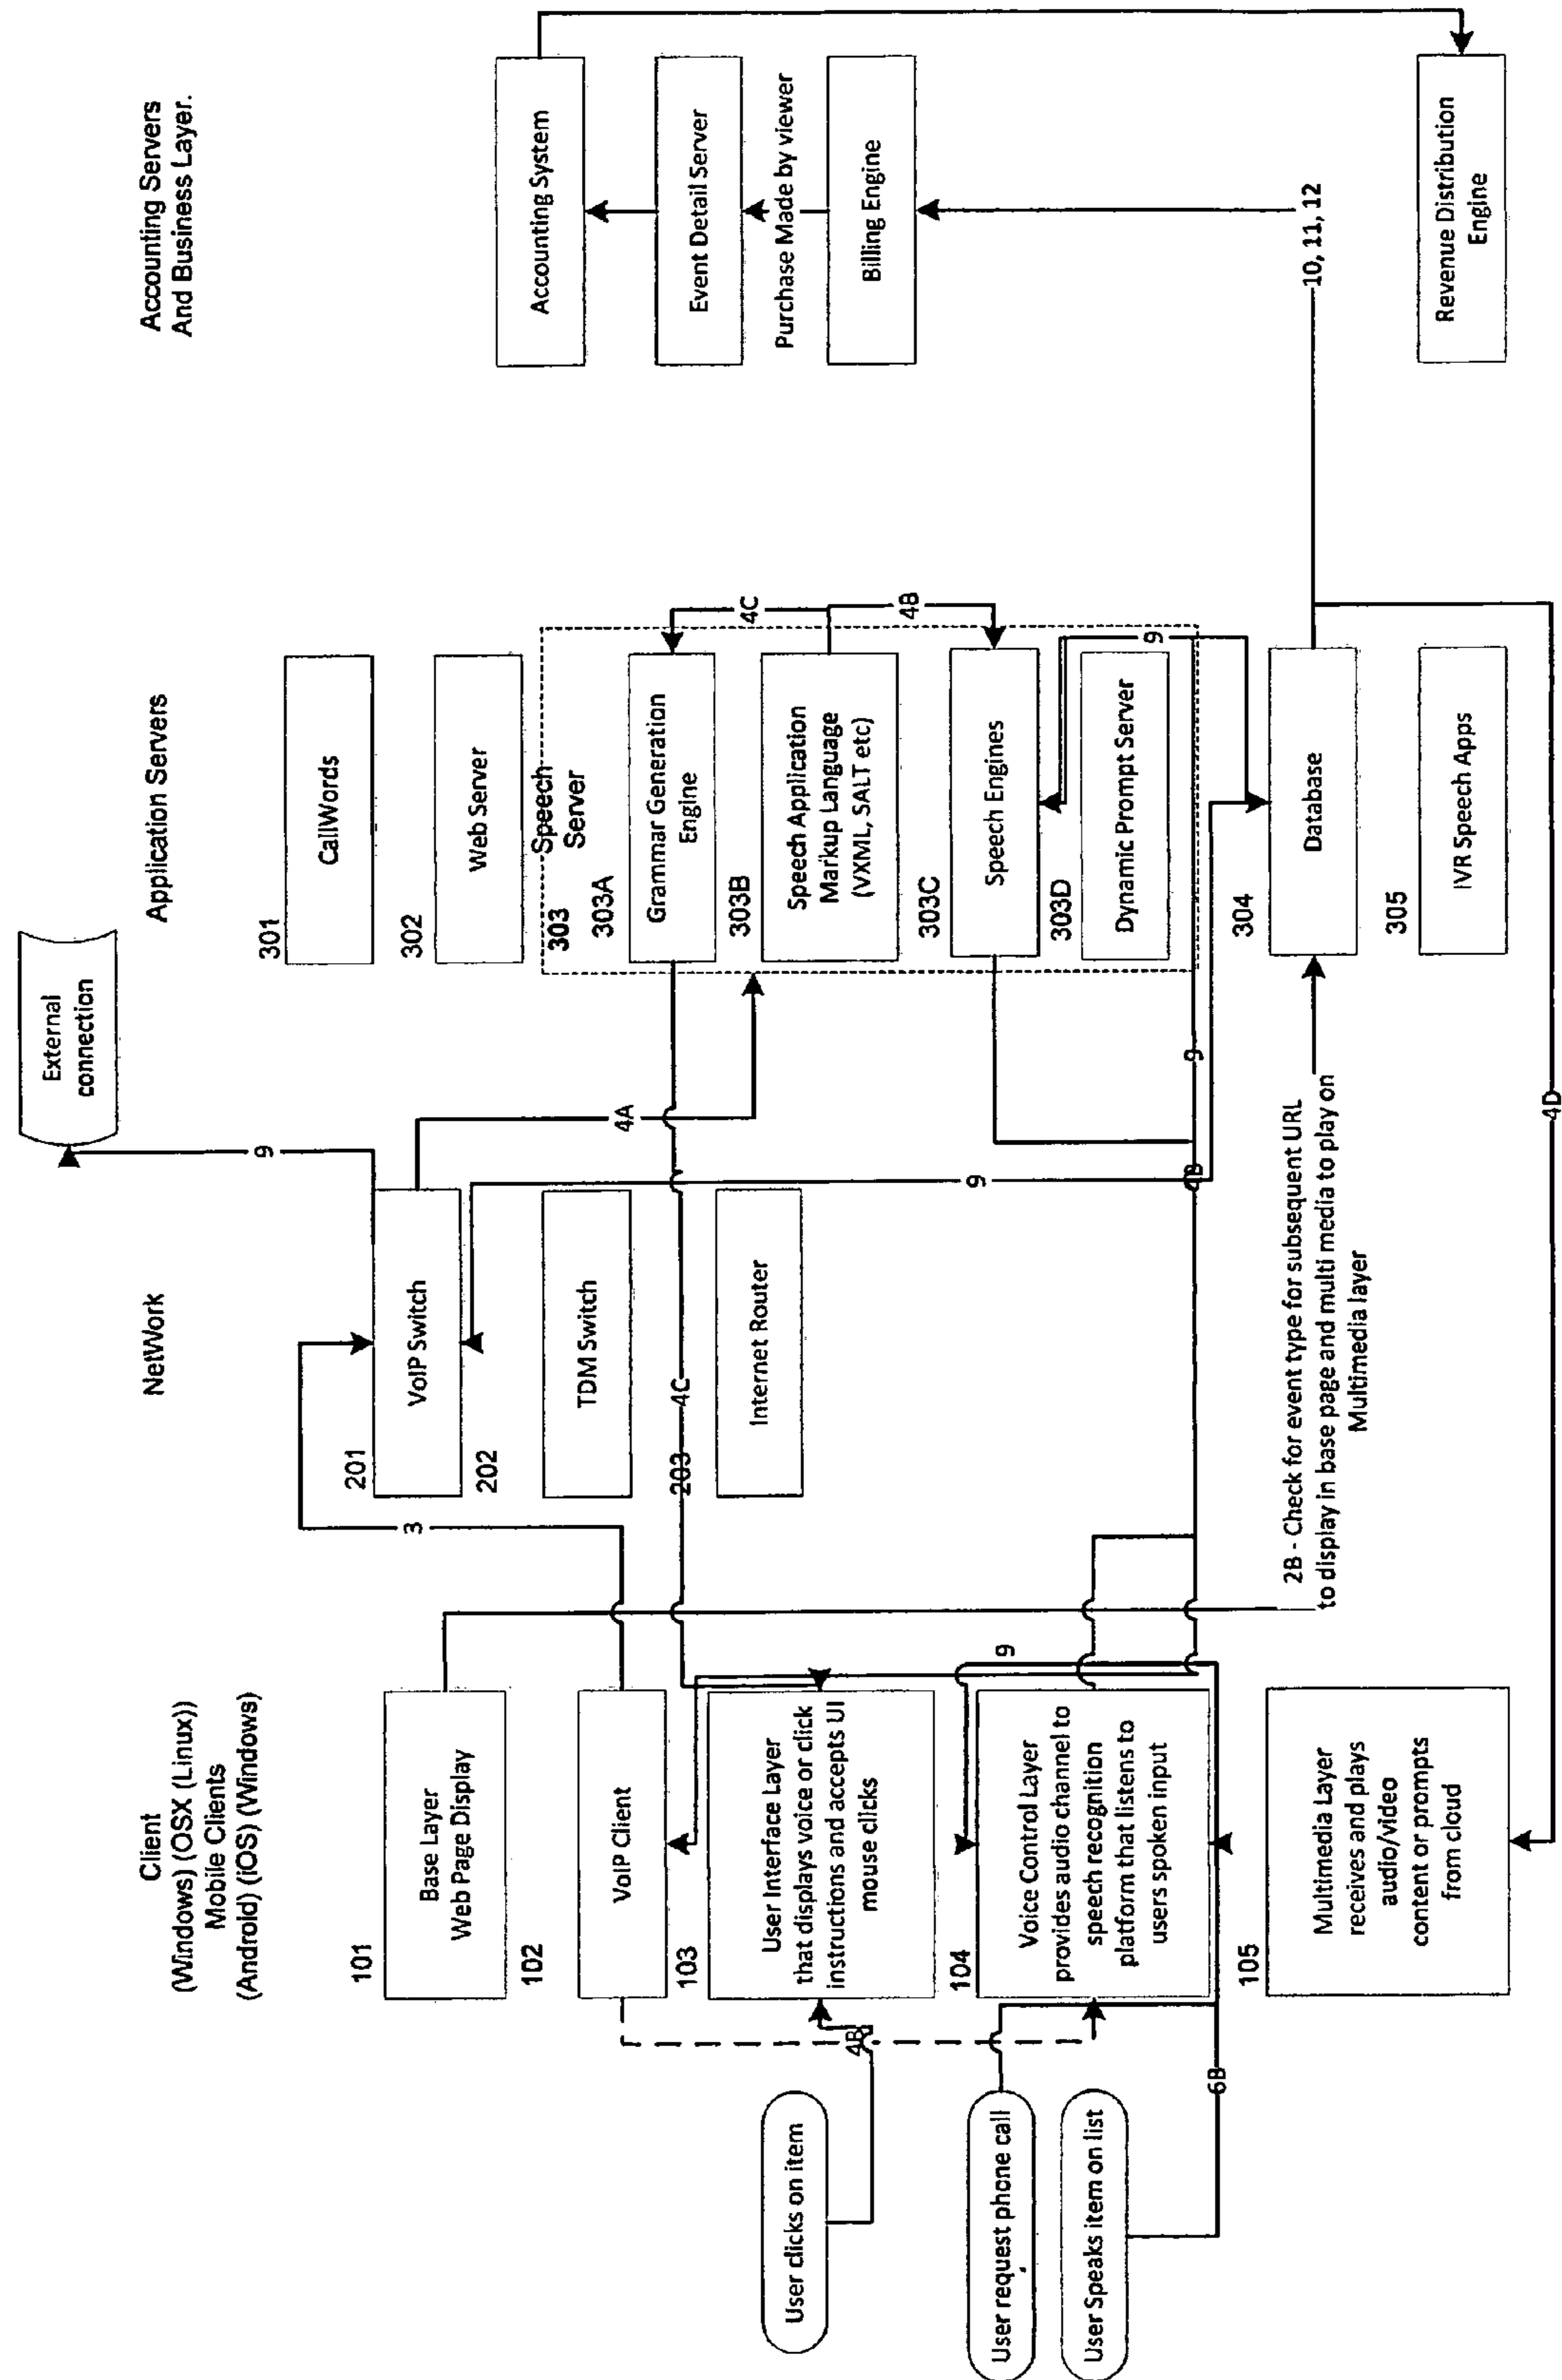 Client
(Windows) (OSX (Linux))
Mobile Clients
(Android) (iOS) (Windows)
101
Base Layer
Web Page Display
102
VoIP Client
103
User Interface Layer
that displays voice or click
instructions and accepts UI
mouse clicks
104
Voice Control Layer
provides audio channel to
speech recognition
platform that listens to
users spoken input
105
Multimedia Layer
receives and plays
audio/video
content or prompts
from cloud
User clicks on item
User request phone call
User Speaks item on list
4B
6B
9
3
NetWork
201
VoIP Switch
202
TDM Switch
203
Internet Router
4C
9
4A
9
External
connection
2B - Check for event type for subsequent URL
to display in base page and multi media to play on
Multimedia layer
4B
9
4D
Application Servers
301
CallWords
302
Web Server
303
Speech
Server
303A
Grammar Generation
Engine
303B
Speech Application
Markup Language
(VXML, SALT etc)
303C
Speech Engines
303D
Dynamic Prompt Server
304
Database
305
IVR Speech Apps
4C
4B
9
Accounting Servers
And Business Layer.
Accounting System
Event Detail Server
Purchase Made by viewer
Billing Engine
10, 11, 12
Revenue Distribution
Engine